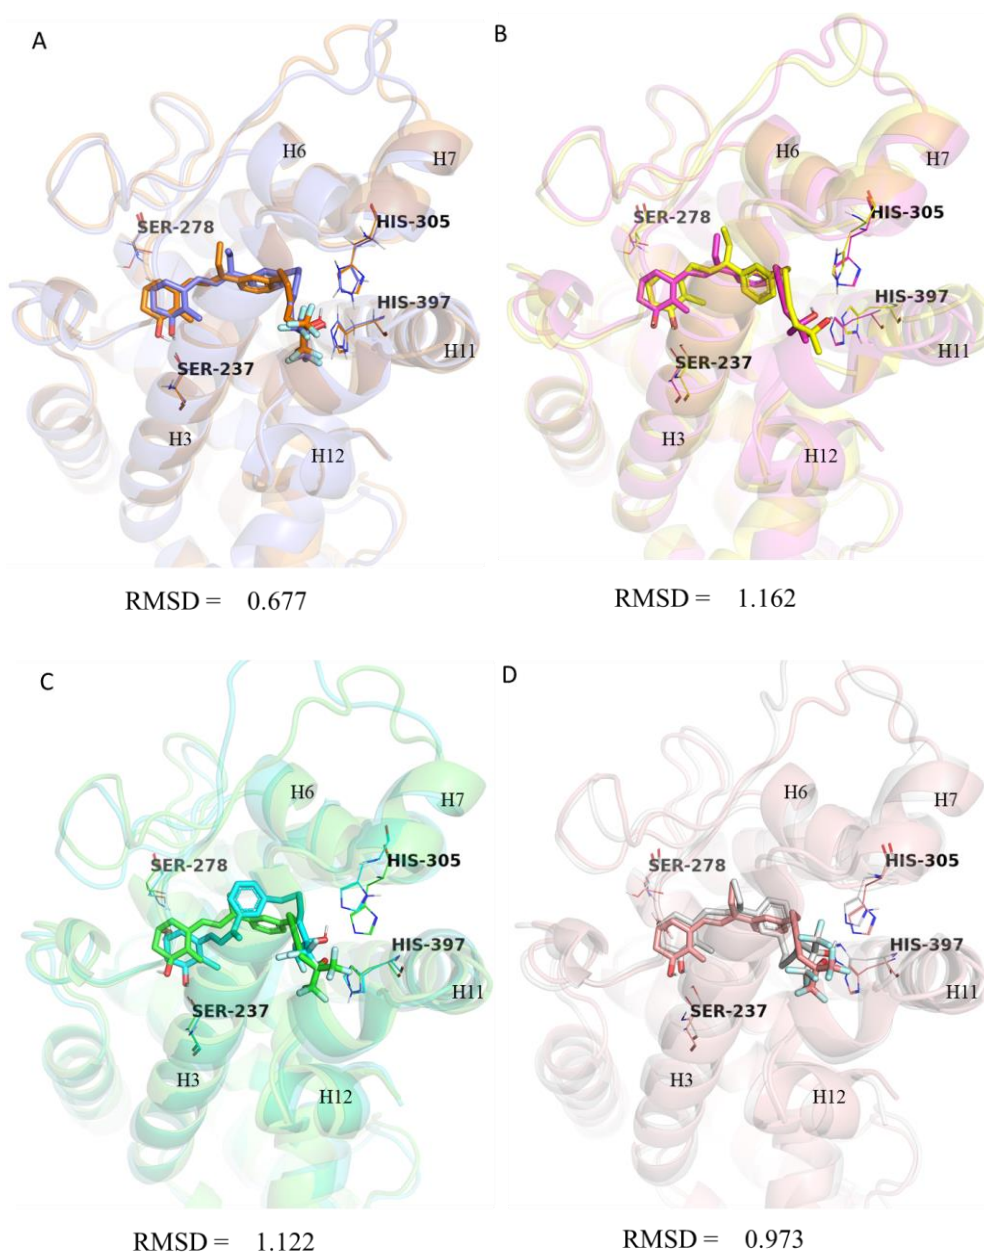 A
H6
H7
SER-278
HIS-305
HIS-397
H11
SER-237
H3
H12
RMSD = 0.677
B
H6
H7
SER-278
HIS-305
HIS-397
H11
SER-237
H3
H12
RMSD = 1.162
C
H6
H7
SER-278
HIS-305
HIS-397
H11
SER-237
H3
H12
RMSD = 1.122
D
H6
H7
SER-278
HIS-305
HIS-397
H11
SER-237
H3
H12
RMSD = 0.973